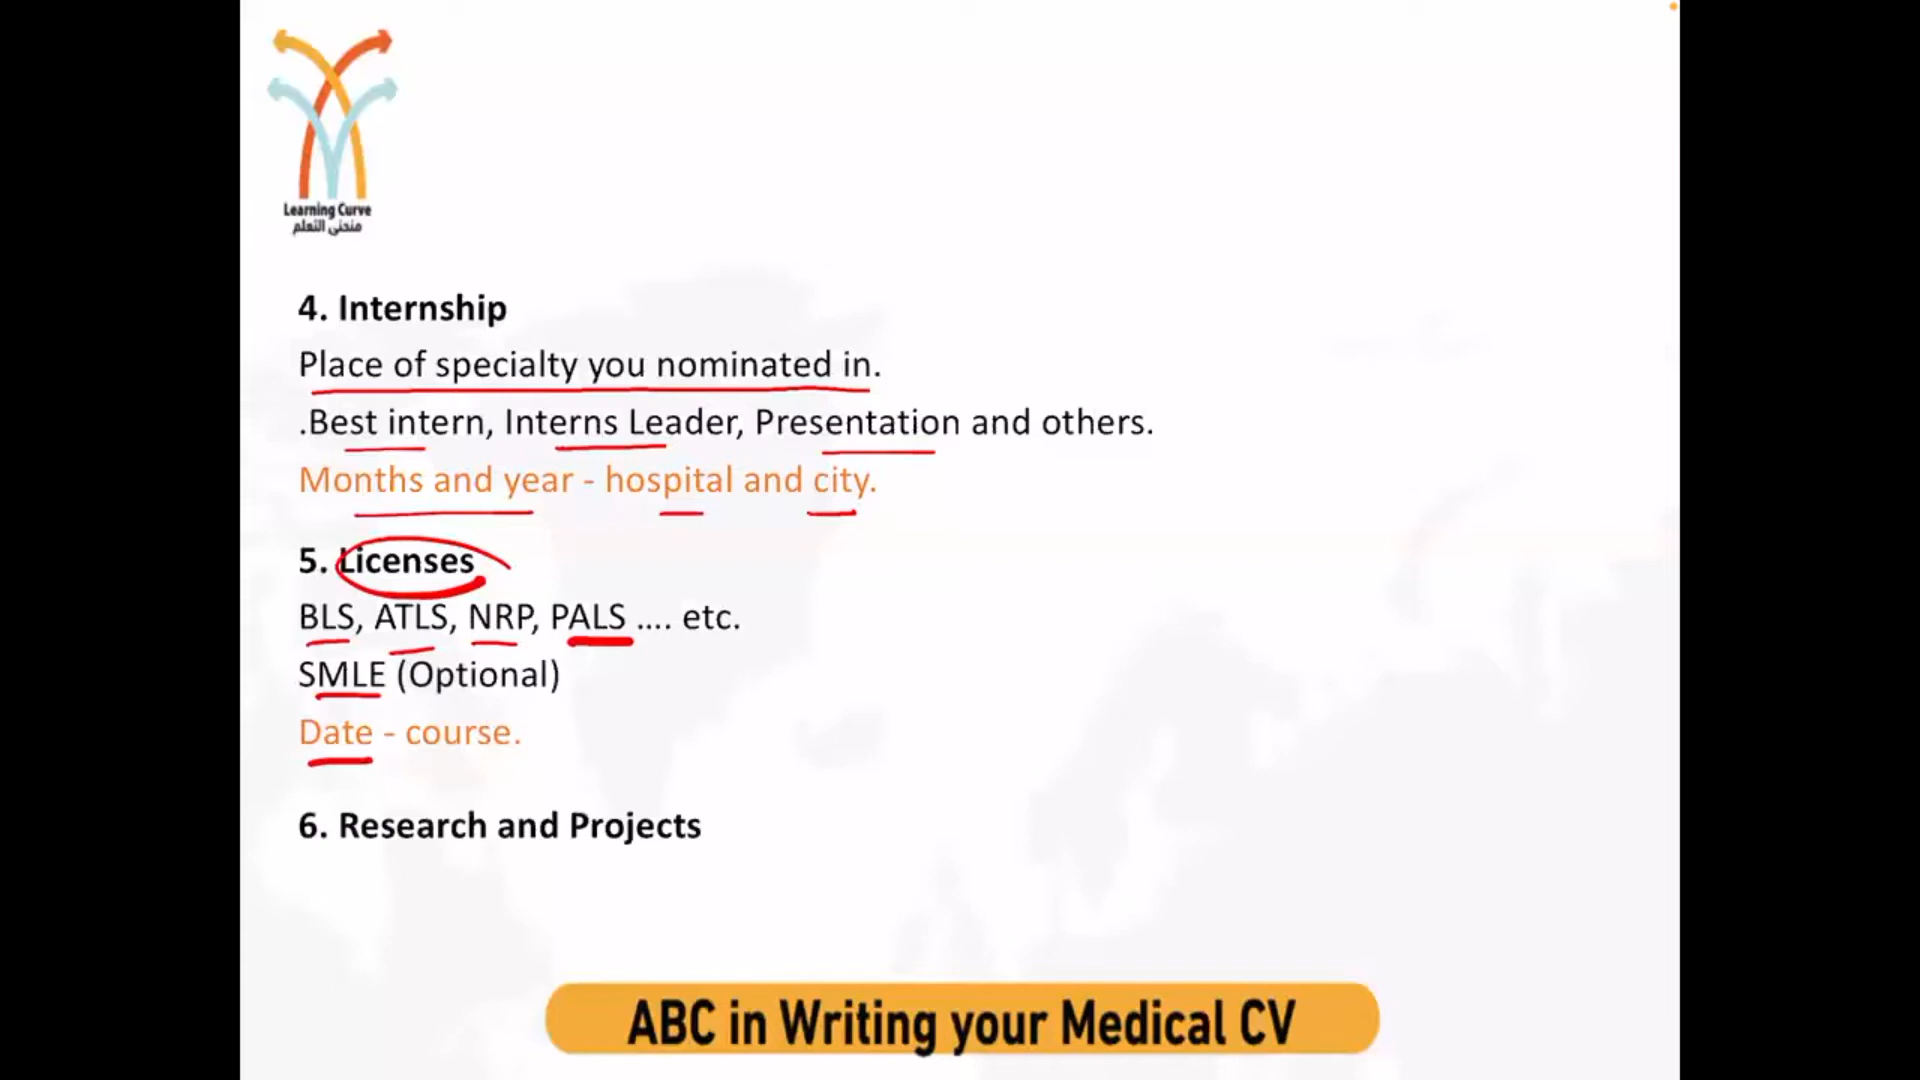 Learning Curve
منحنى التعلم
4. Internship
Place of specialty you nominated in.
.Best intern, Interns Leader, Presentation and others.
Months and year - hospital and city.
5. Licenses
BLS, ATLS, NRP, PALS .... etc.
SMLE (Optional)
Date - course.
6. Research and Projects
ABC in Writing your Medical CV